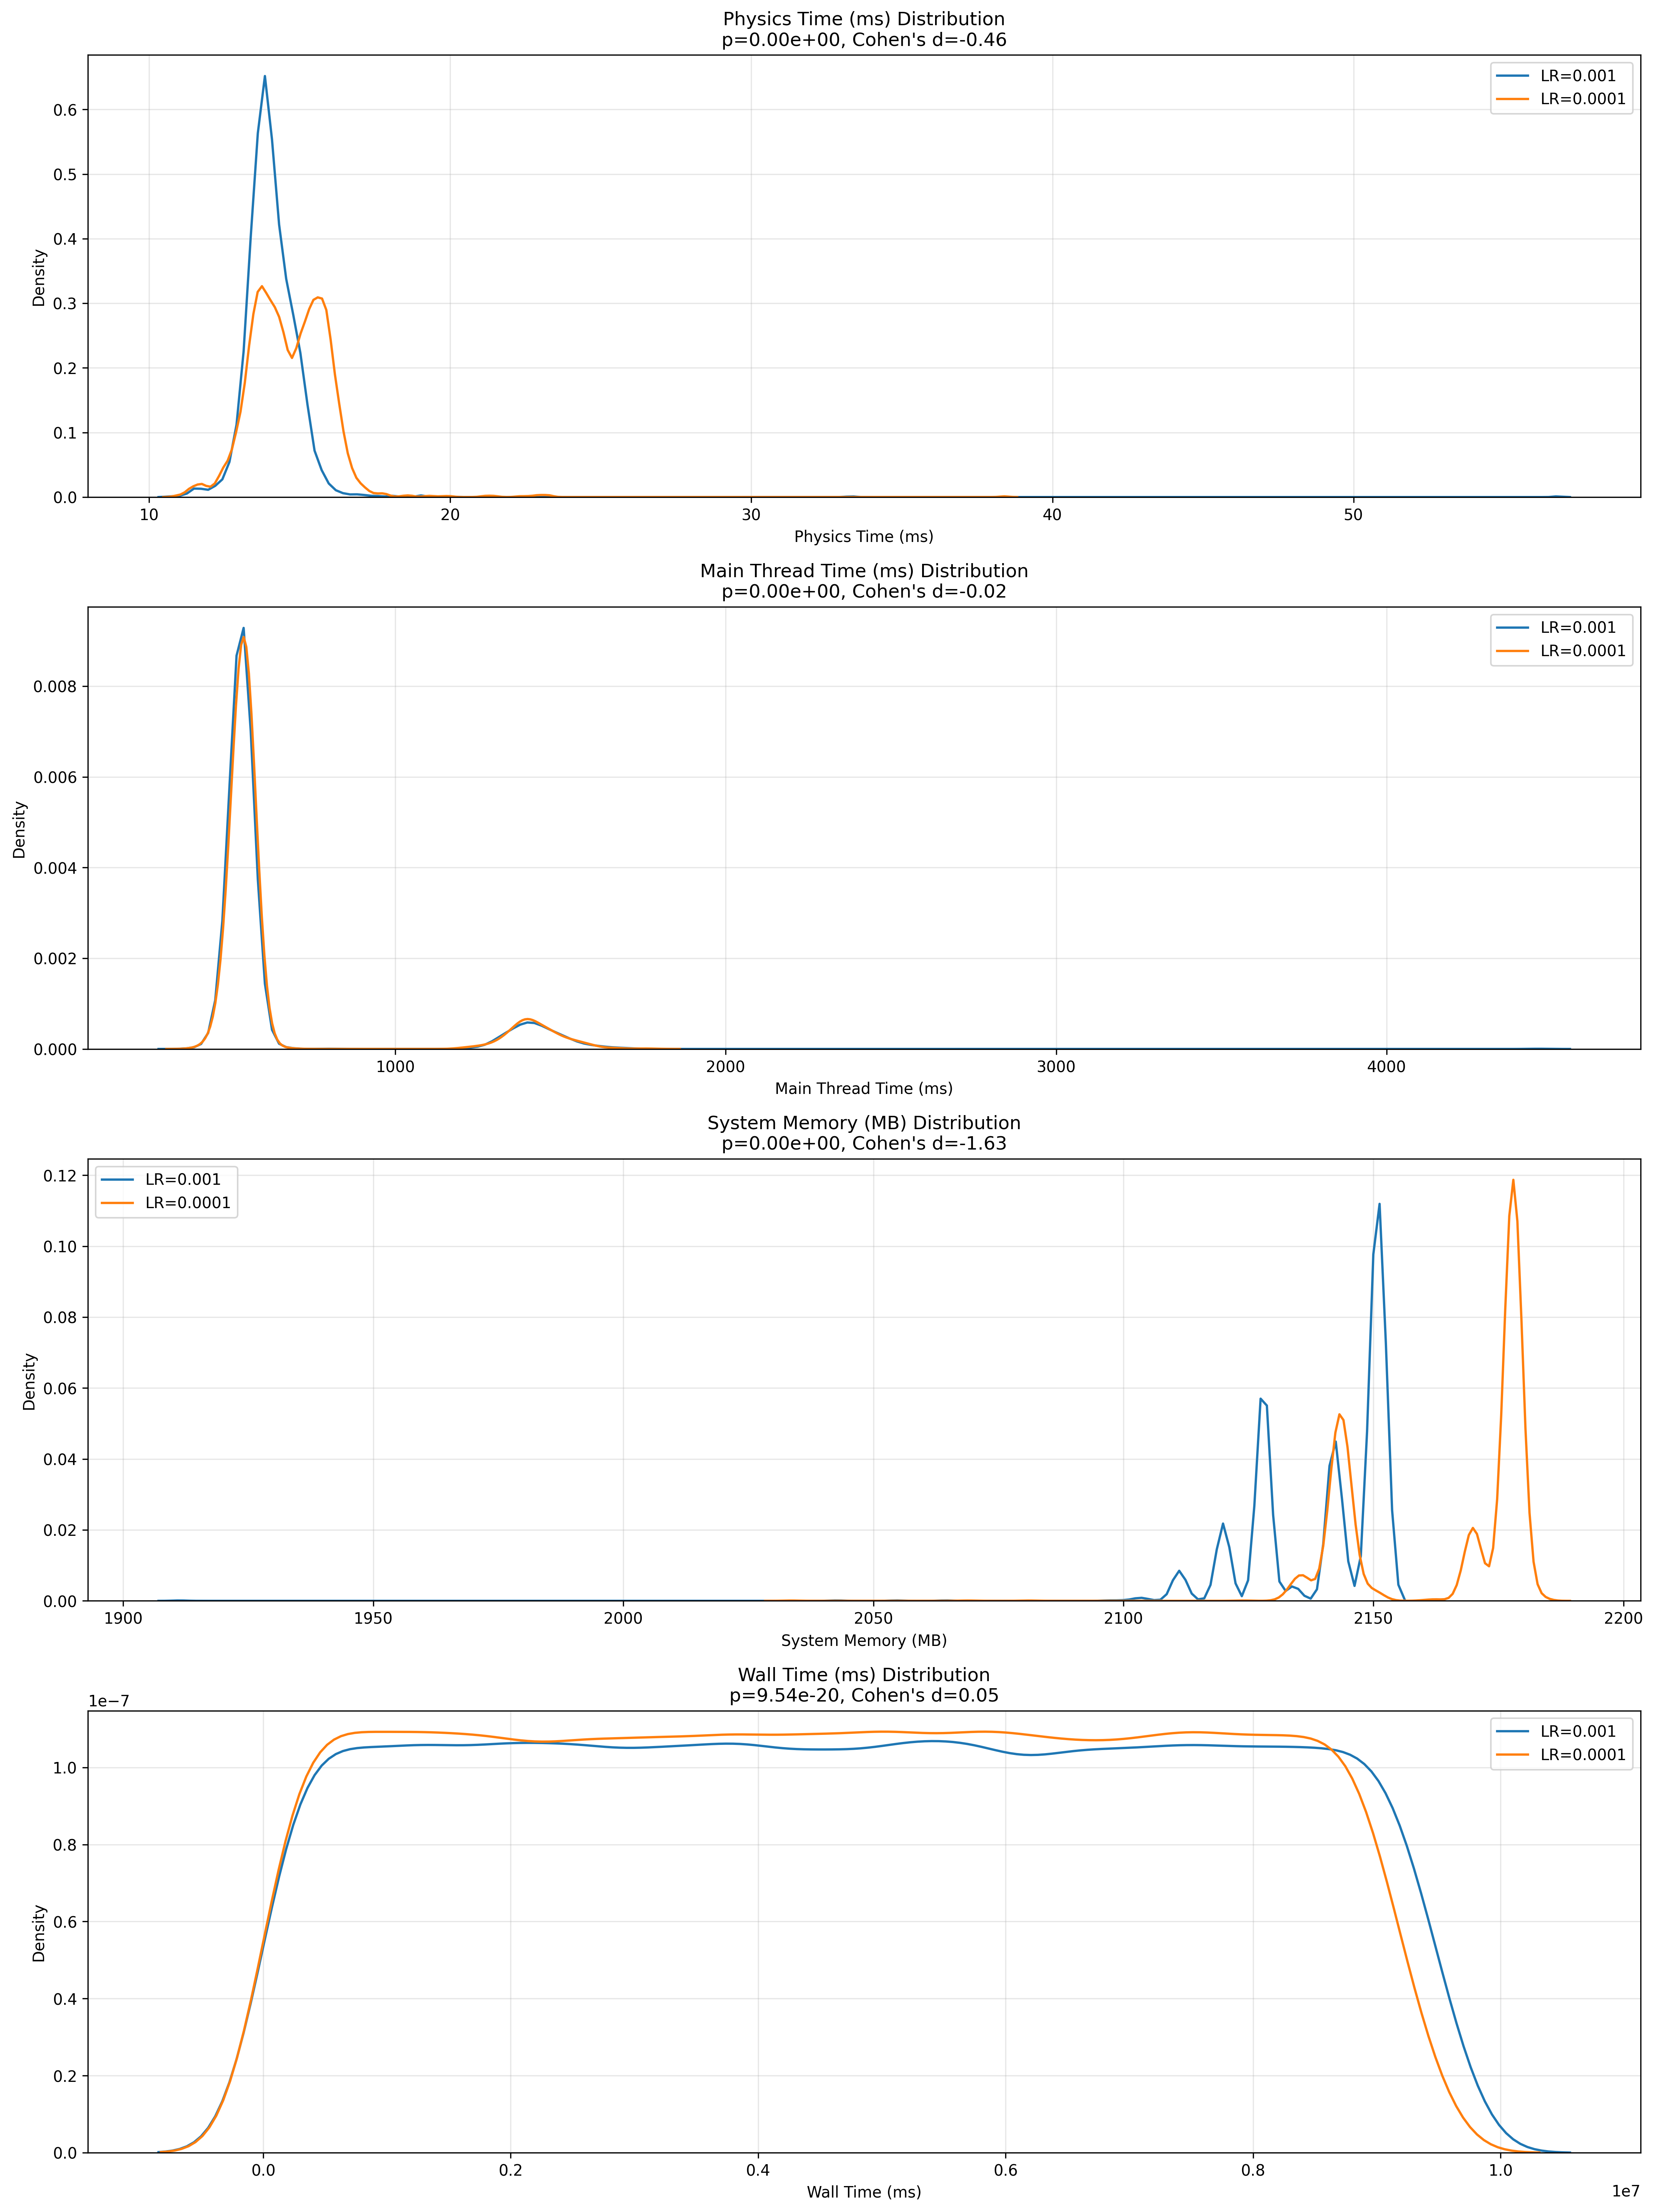 Physics Time (ms) Distribution
p=0.00e+00, Cohen's d=-0.46
LR=0.001
LR=0.0001
Density
0.6
0.5
0.4
0.3
0.2
0.1
0.0
10 20 30 40 50
Physics Time (ms)
Main Thread Time (ms) Distribution
p=0.00e+00, Cohen's d=-0.02
LR=0.001
LR=0.0001
Density
0.008
0.006
0.004
0.002
0.000
1000 2000 3000 4000
Main Thread Time (ms)
System Memory (MB) Distribution
p=0.00e+00, Cohen's d=-1.63
LR=0.001
LR=0.0001
Density
0.12
0.10
0.08
0.06
0.04
0.02
0.00
1900 1950 2000 2050 2100 2150 2200
System Memory (MB)
Wall Time (ms) Distribution
p=9.54e-20, Cohen's d=0.05
1e−7
LR=0.001
LR=0.0001
Density
1.0
0.8
0.6
0.4
0.2
0.0
0.0 0.2 0.4 0.6 0.8 1.0
1e7
Wall Time (ms)